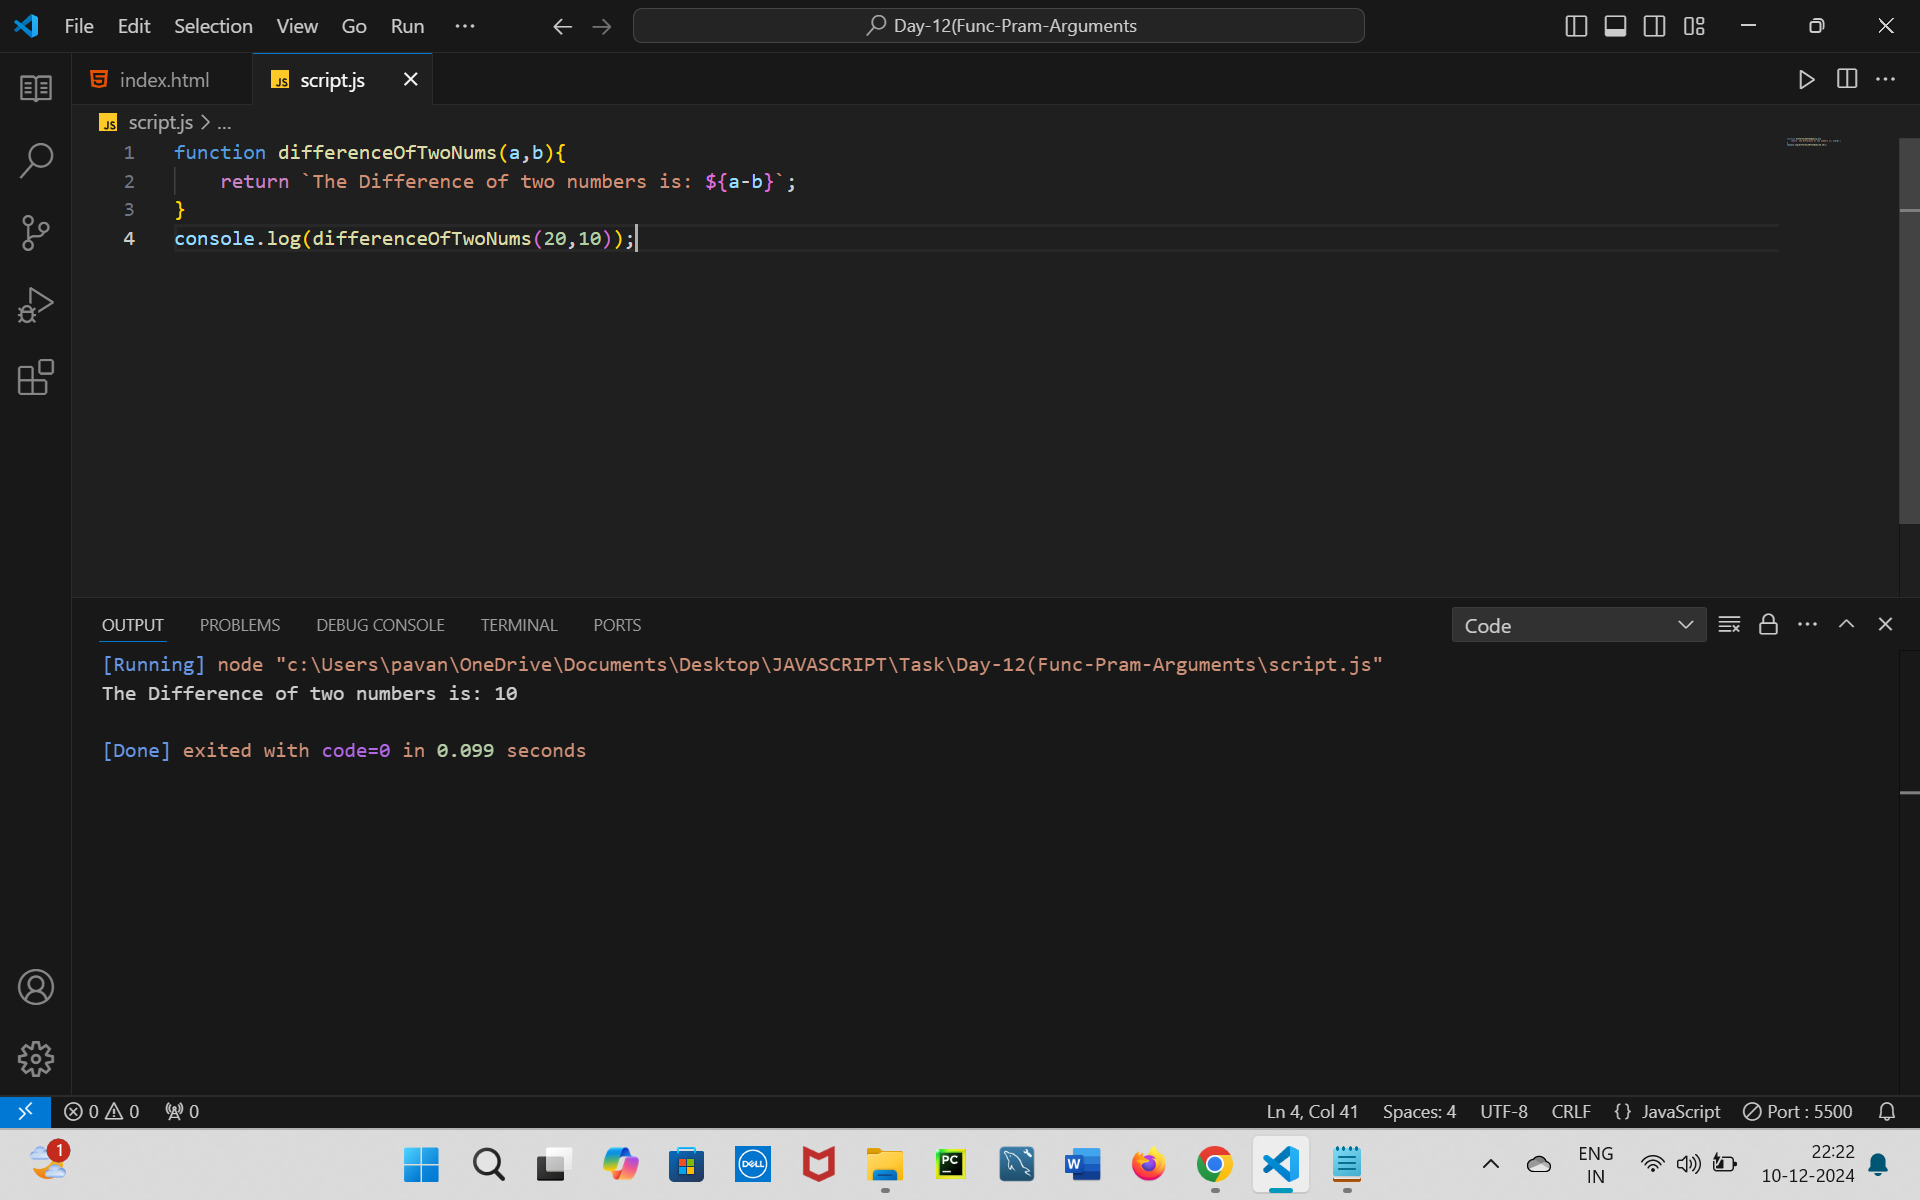 File Edit Selection View Go Run ··· Day-12(Func-Pram-Arguments
index.html script.js
JS script.js > ...
1 function differenceOfTwoNums(a,b){
2 return `The Difference of two numbers is: ${a-b}`;
3 }
4 console.log(differenceOfTwoNums(20,10));
OUTPUT PROBLEMS DEBUG CONSOLE TERMINAL PORTS Code
[Running] node "c:\Users\pavan\OneDrive\Documents\Desktop\JAVASCRIPT\Task\Day-12(Func-Pram-Arguments\script.js"
The Difference of two numbers is: 10
[Done] exited with code=0 in 0.099 seconds
0 0 0 Ln 4, Col 41 Spaces: 4 UTF-8 CRLF {} JavaScript Port : 5500
1 DELL PC W ENG IN 22:22
10-12-2024